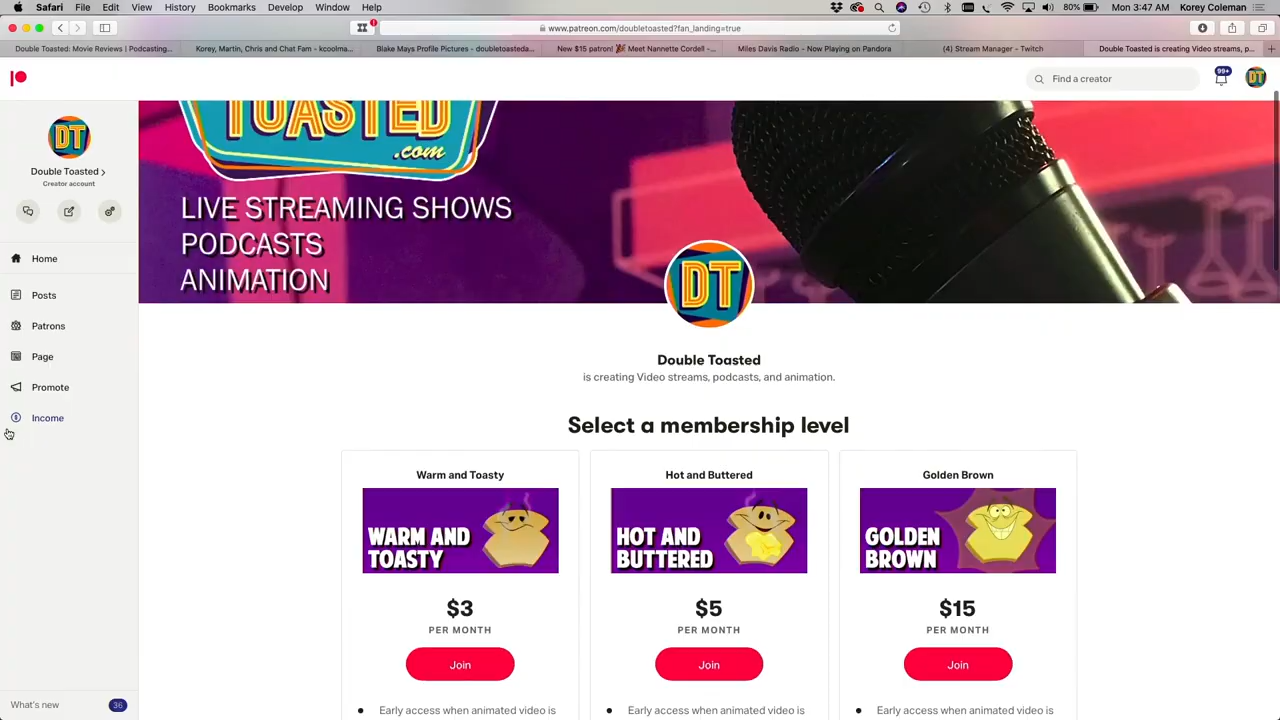 Safari File Edit View History Bookmarks Develop Window Help
80% Mon 3:47 AM Korey Coleman
www.patreon.com/doubletoasted?fan_landing=true
Double Toasted: Movie Reviews | Podcasting...
Korey, Martin, Chris and Chat Fam - kcoolma...
Blake Mays Profile Pictures - doubletoasteda...
New $15 patron! 🎉 Meet Nannette Cordell -...
Miles Davis Radio - Now Playing on Pandora
(4) Stream Manager - Twitch
Double Toasted is creating Video streams, p...
Find a creator
99+
DT
Double Toasted
Creator account
Home
Posts
Patrons
Page
Promote
Income
What's new 36
TOASTED
.com
LIVE STREAMING SHOWS
PODCASTS
ANIMATION
DT
Double Toasted
is creating Video streams, podcasts, and animation.
Select a membership level
Warm and Toasty
WARM AND
TOASTY
$3
PER MONTH
Join
Early access when animated video is
Hot and Buttered
HOT AND
BUTTERED
$5
PER MONTH
Join
Early access when animated video is
Golden Brown
GOLDEN
BROWN
$15
PER MONTH
Join
Early access when animated video is